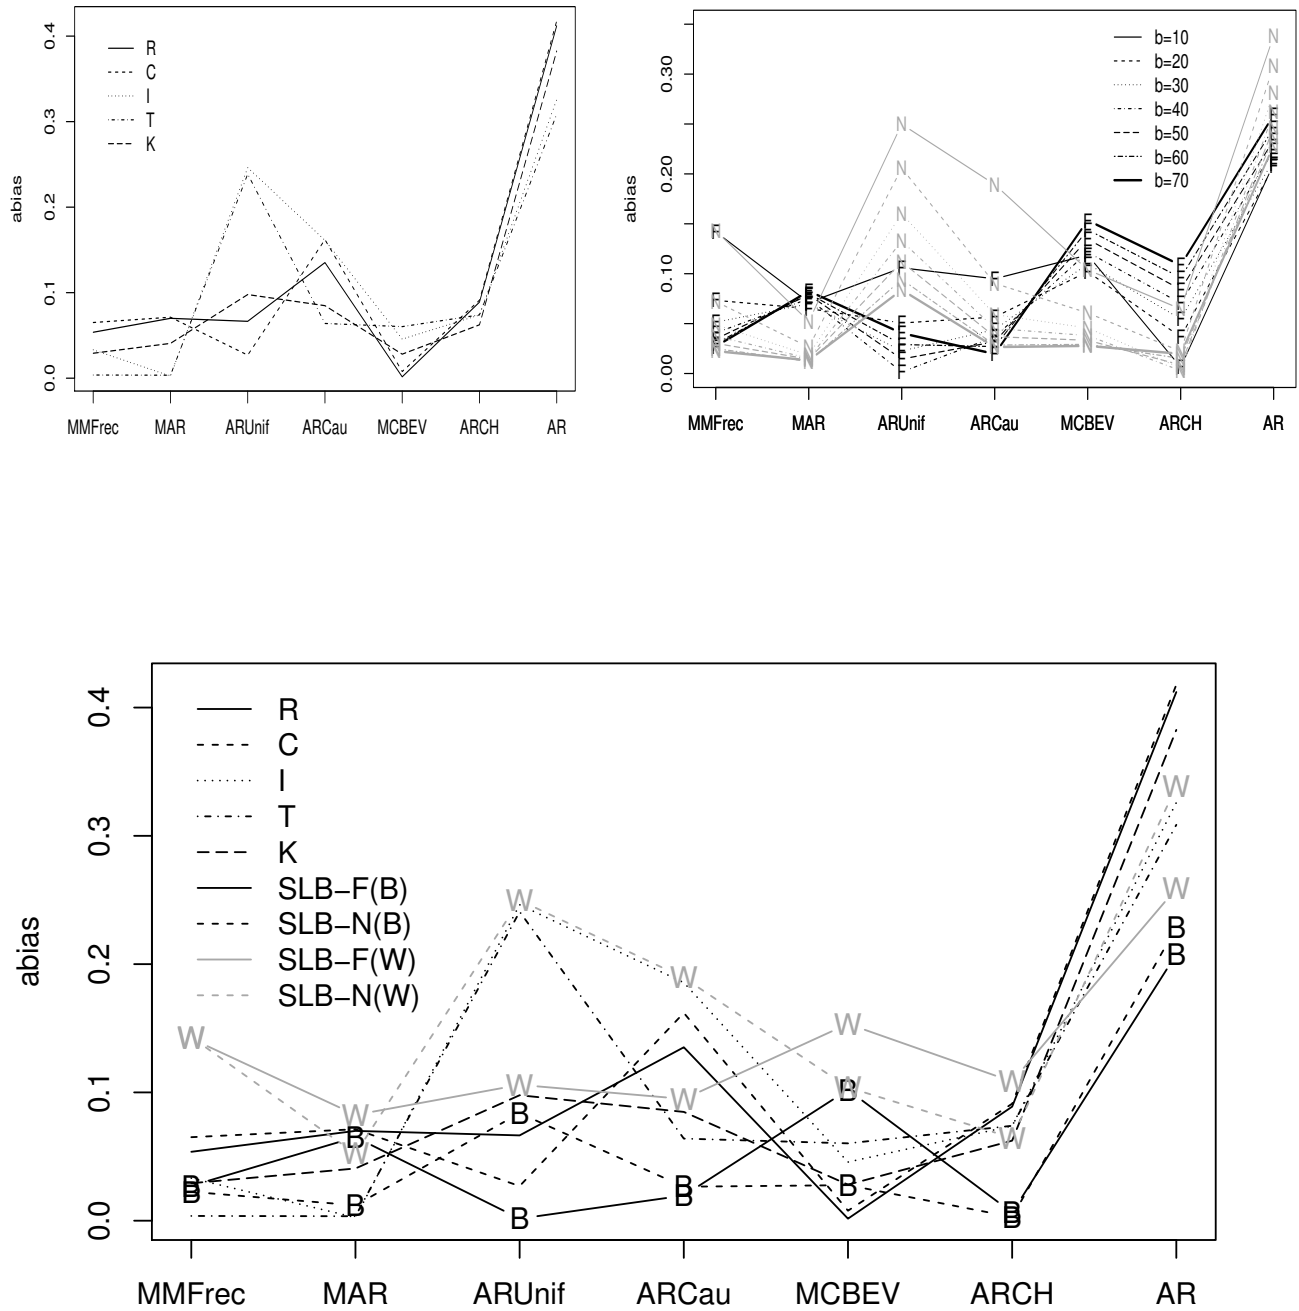 abias
0.0
0.1
0.2
0.3
0.4
R
C
I
T
K
MMFrec MAR ARUnif ARCau MCBEV ARCH AR
abias
0.00
0.10
0.20
0.30
b=10
b=20
b=30
b=40
b=50
b=60
b=70
MMFrec MAR ARUnif ARCau MCBEV ARCH AR
abias
0.0
0.1
0.2
0.3
0.4
R
C
I
T
K
SLB−F(B)
SLB−N(B)
SLB−F(W)
SLB−N(W)
MMFrec MAR ARUnif ARCau MCBEV ARCH AR